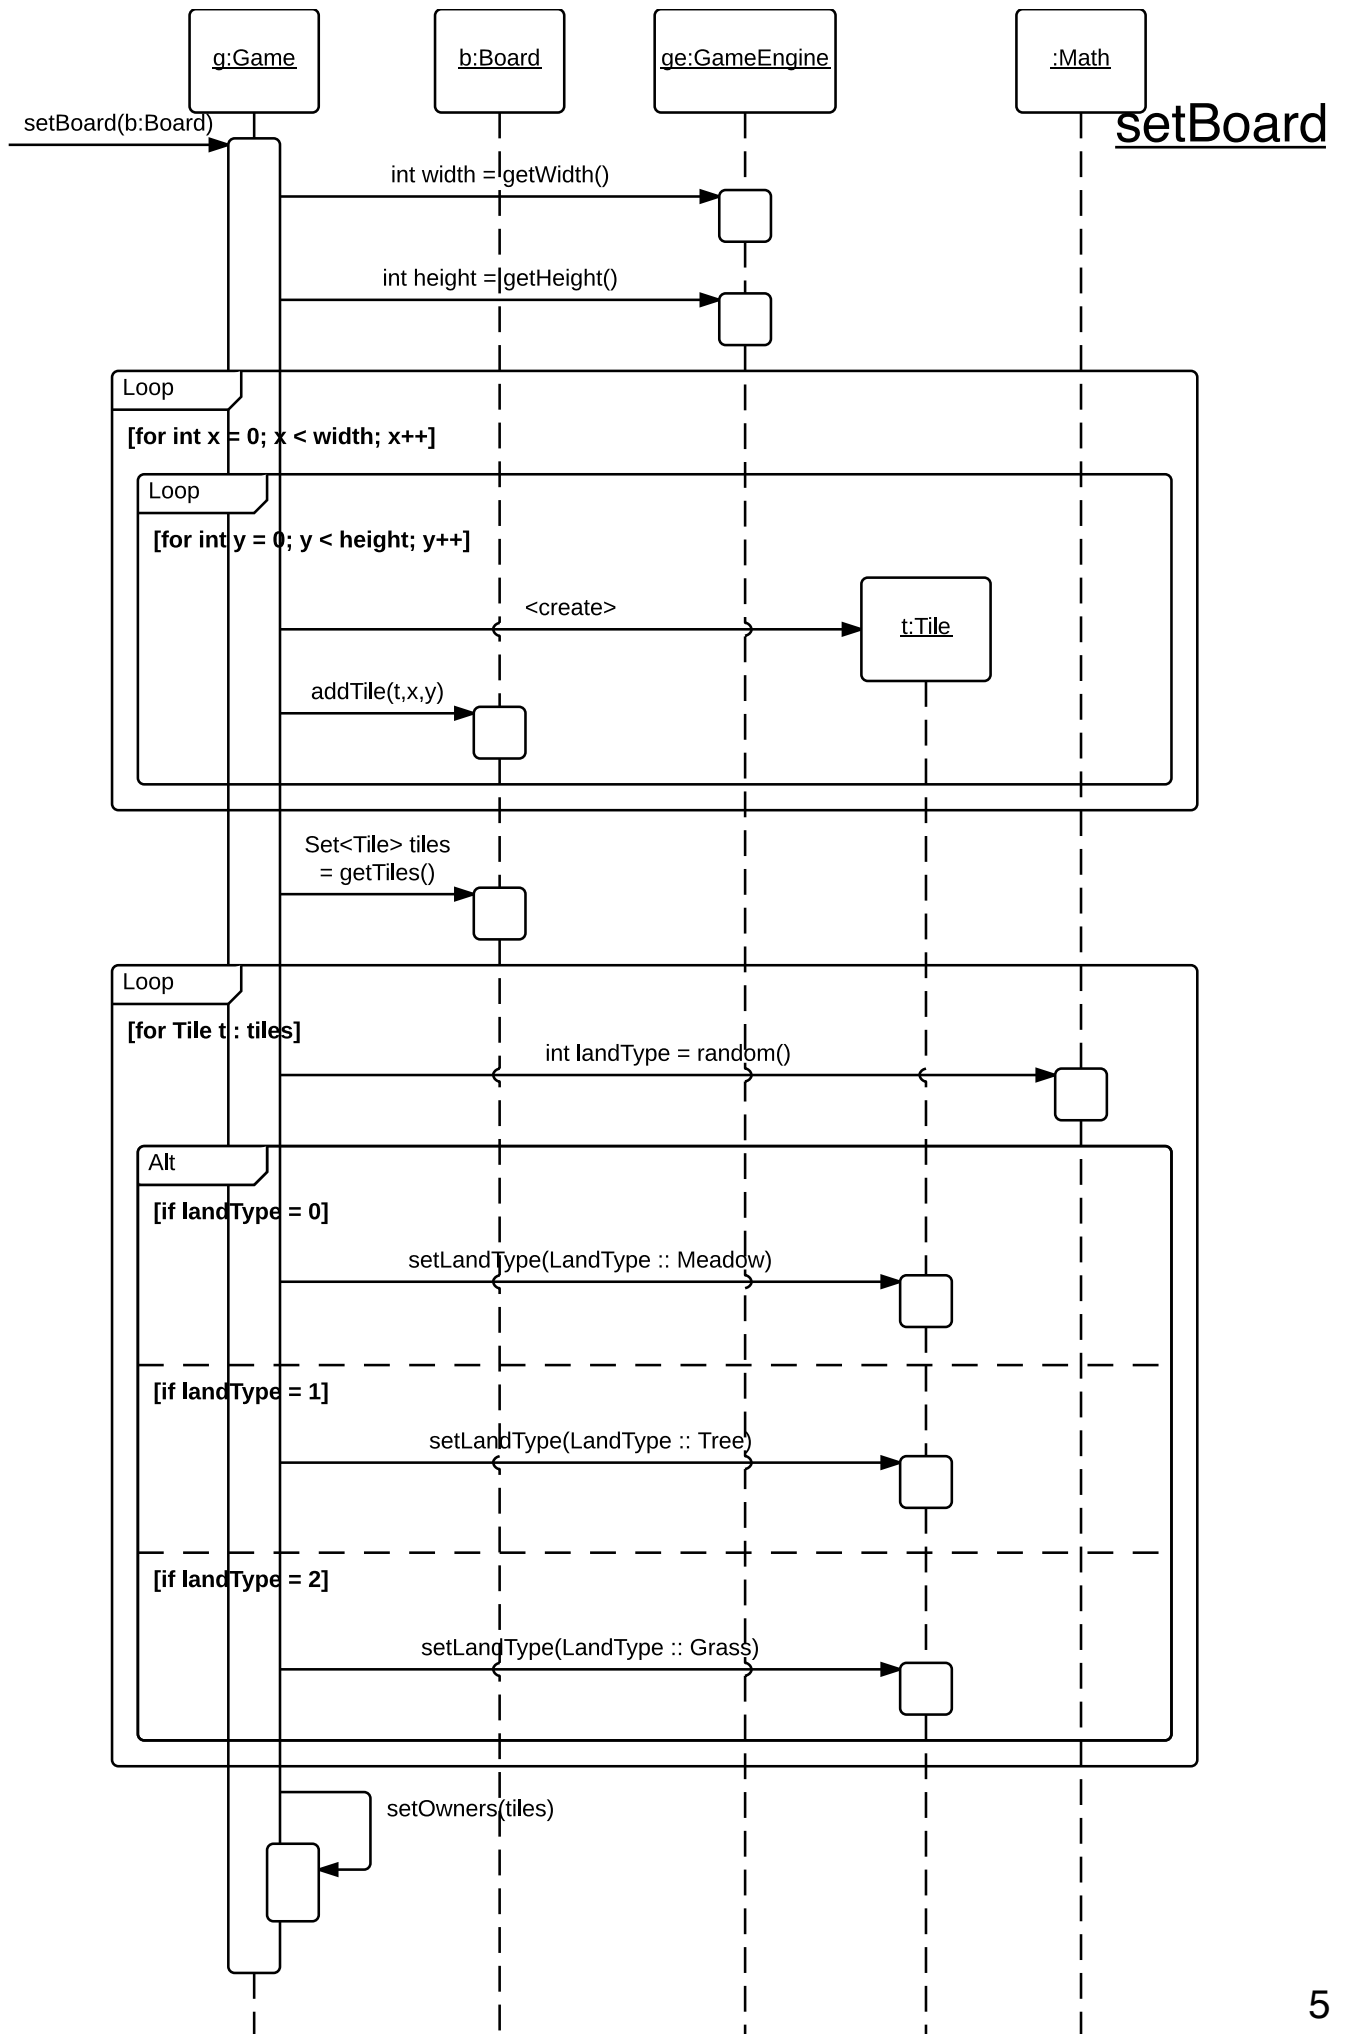 g:Game
b:Board
ge:GameEngine
:Math
setBoard
setBoard(b:Board)
int width = getWidth()
int height = getHeight()
Loop
[for int x = 0; x < width; x++]
Loop
[for int y = 0; y < height; y++]
<create>
t:Tile
addTile(t,x,y)
Set<Tile> tiles
= getTiles()
Loop
[for Tile t : tiles]
int landType = random()
Alt
[if landType = 0]
setLandType(LandType :: Meadow)
[if landType = 1]
setLandType(LandType :: Tree)
[if landType = 2]
setLandType(LandType :: Grass)
setOwners(tiles)
5